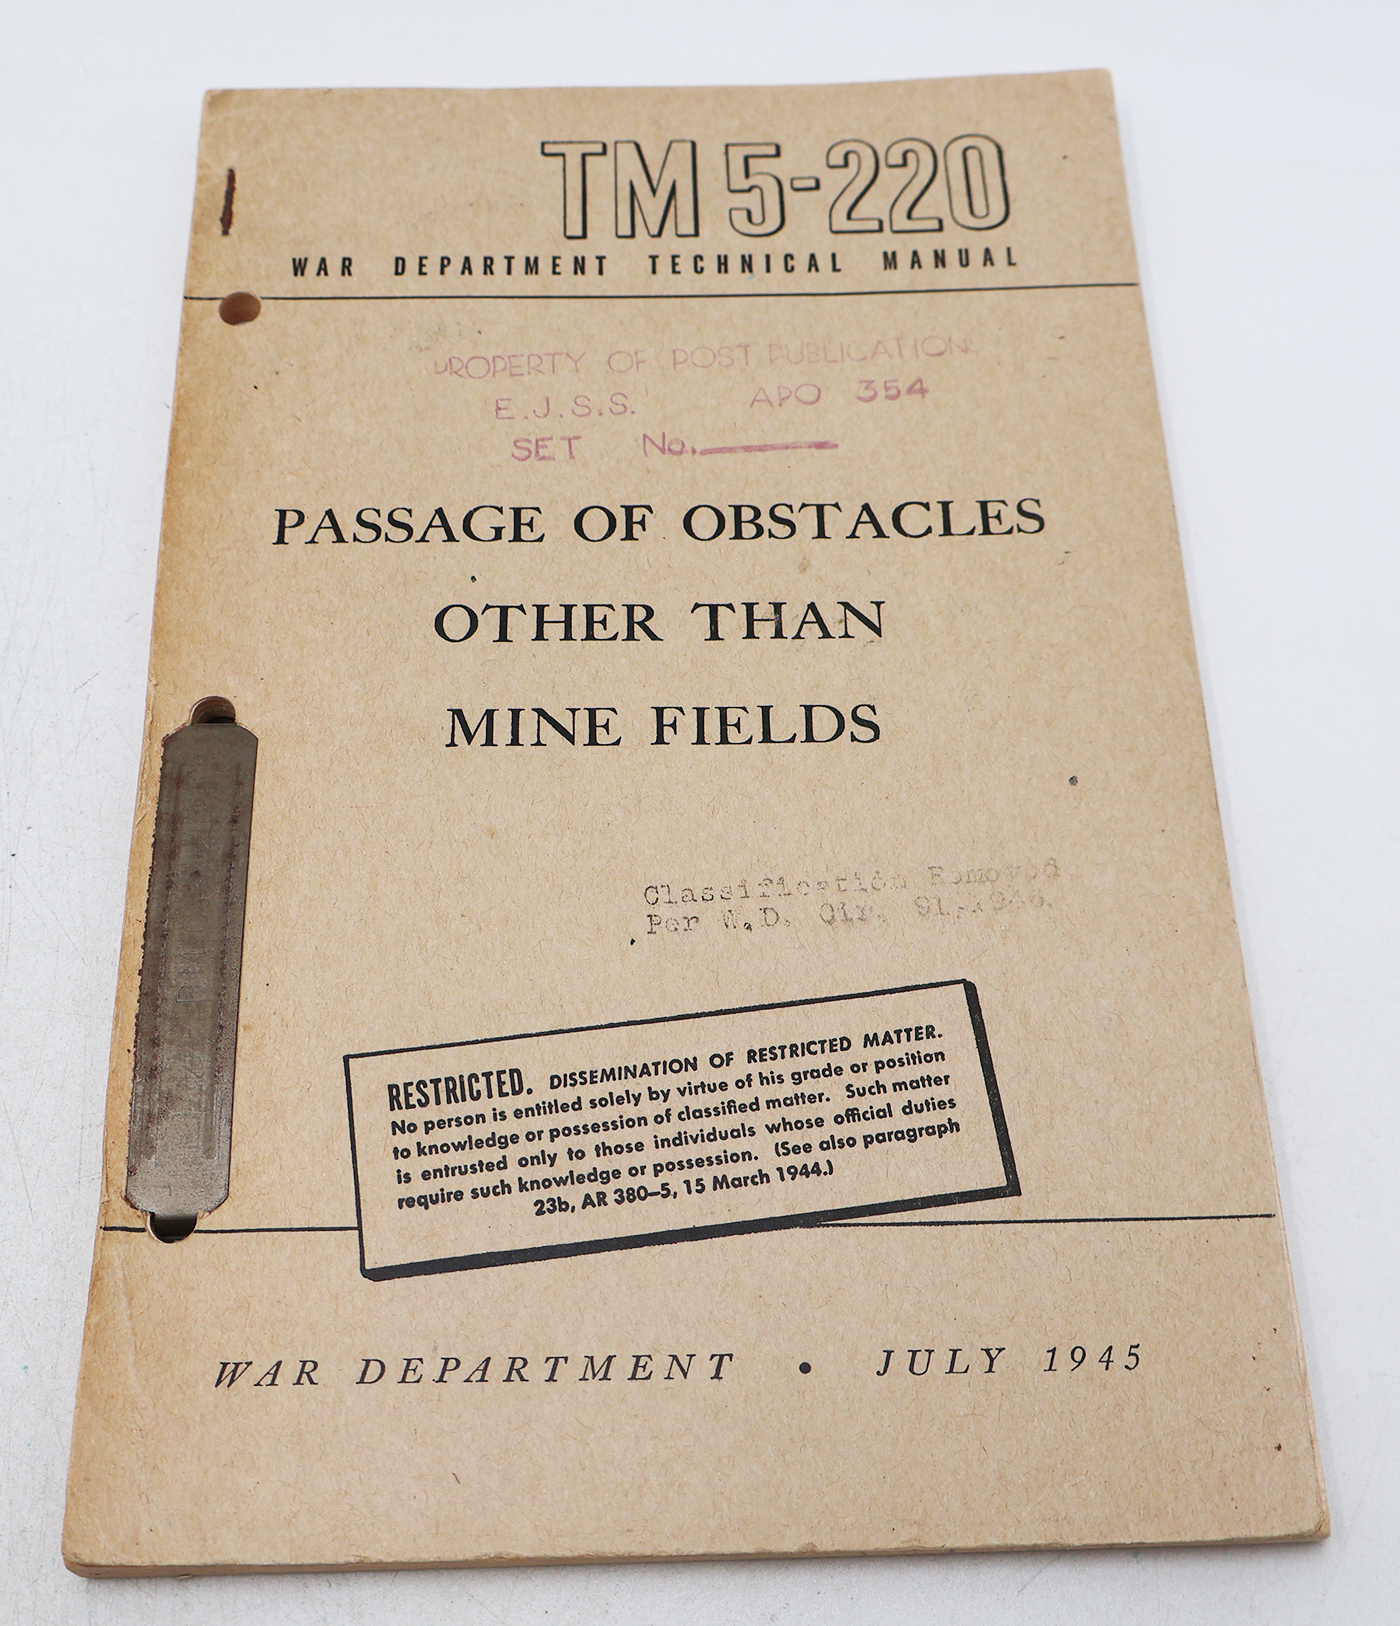 TM 5-220
WAR DEPARTMENT TECHNICAL MANUAL
PROPERTY OF POST PUBLICATION
E.J.S.S. APO 354
SET No.
PASSAGE OF OBSTACLES
OTHER THAN
MINE FIELDS
Classification Removed
Per W.D. Cir. 91,
RESTRICTED. DISSEMINATION OF RESTRICTED MATTER.
No person is entitled solely by virtue of his grade or position
to knowledge or possession of classified matter. Such matter
is entrusted only to those individuals whose official duties
require such knowledge or possession. (See also paragraph
23b, AR 380-5, 15 March 1944.)
WAR DEPARTMENT • JULY 1945